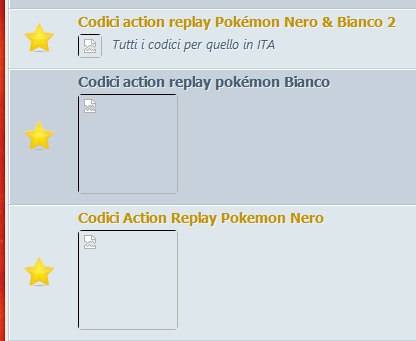 Codici action replay Pokémon Nero & Bianco 2
Tutti i codici per quello in ITA
Codici action replay pokémon Bianco
Codici Action Replay Pokemon Nero